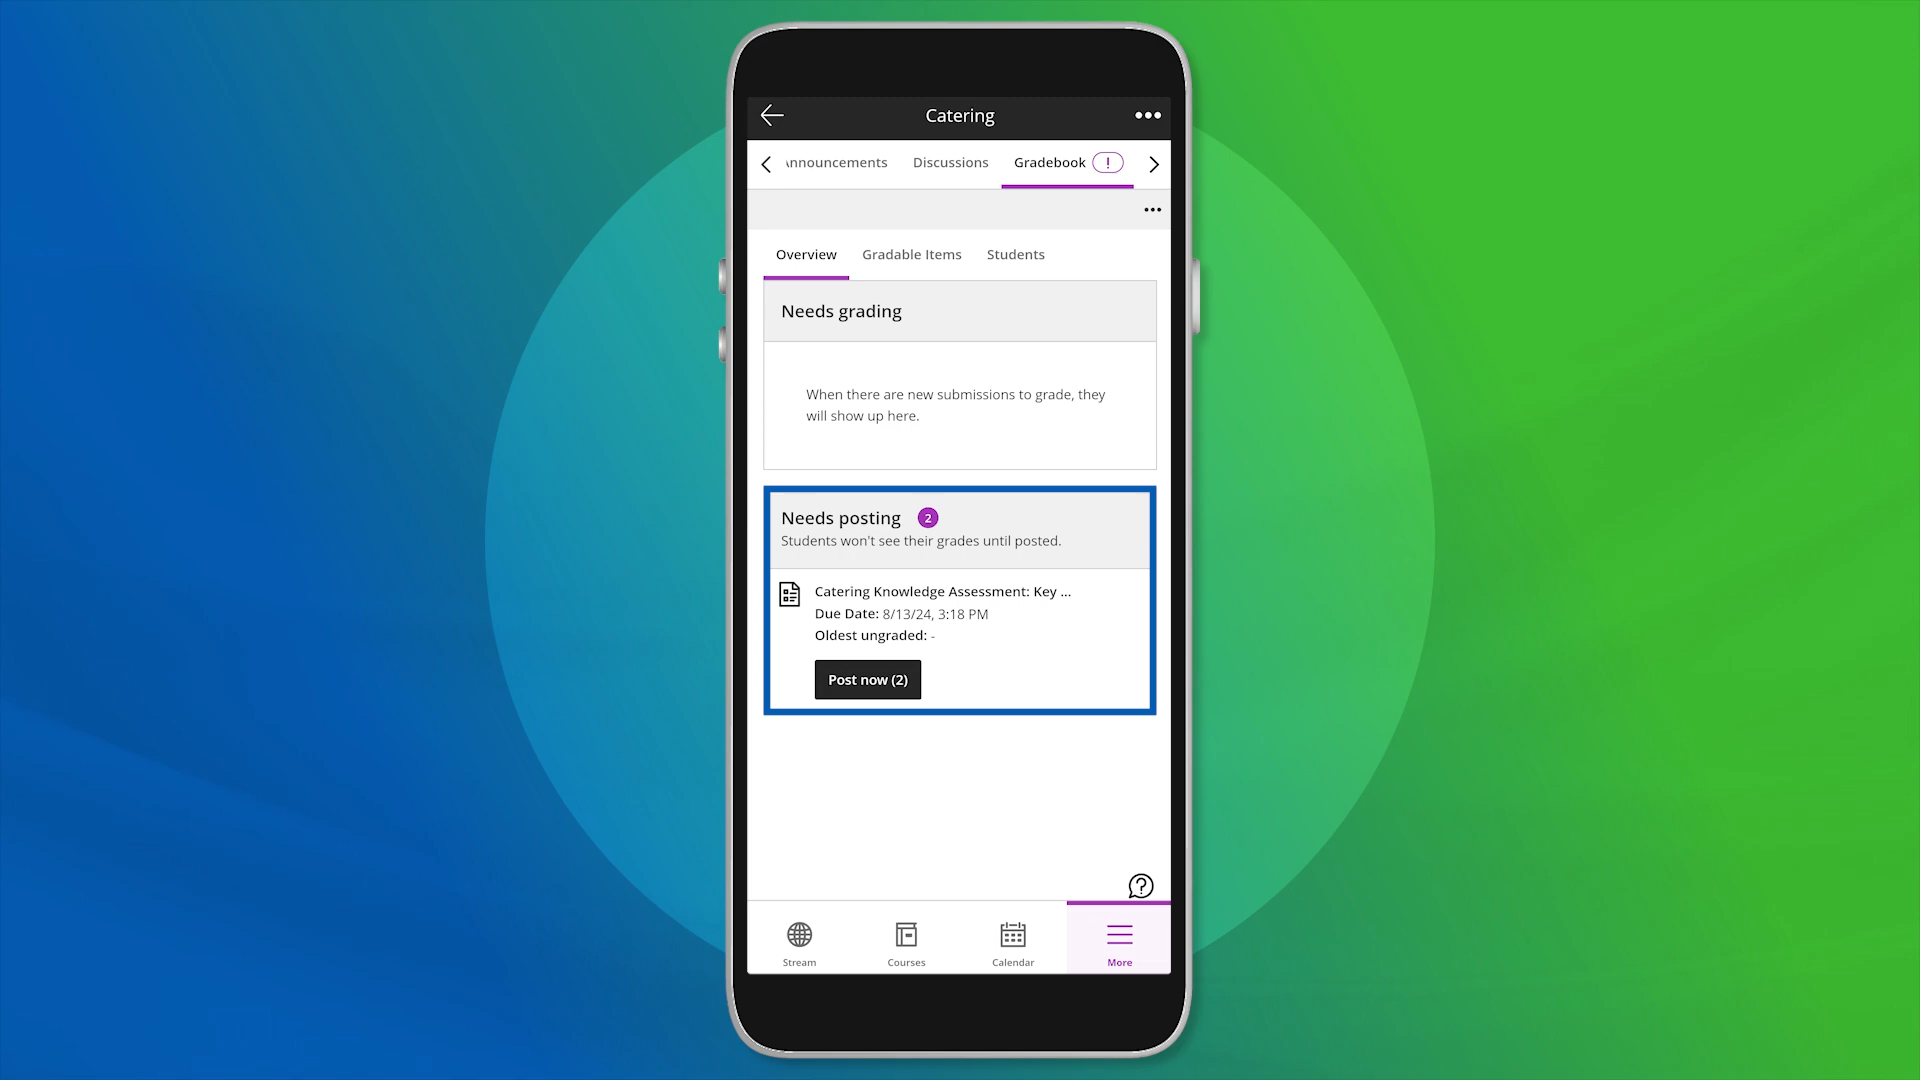 Catering
Announcements Discussions Gradebook !
Overview Gradable Items Students
Needs grading
When there are new submissions to grade, they
will show up here.
Needs posting 2
Students won't see their grades until posted.
Catering Knowledge Assessment: Key ...
Due Date: 8/13/24, 3:18 PM
Oldest ungraded: -
Post now (2)
Stream Courses Calendar More